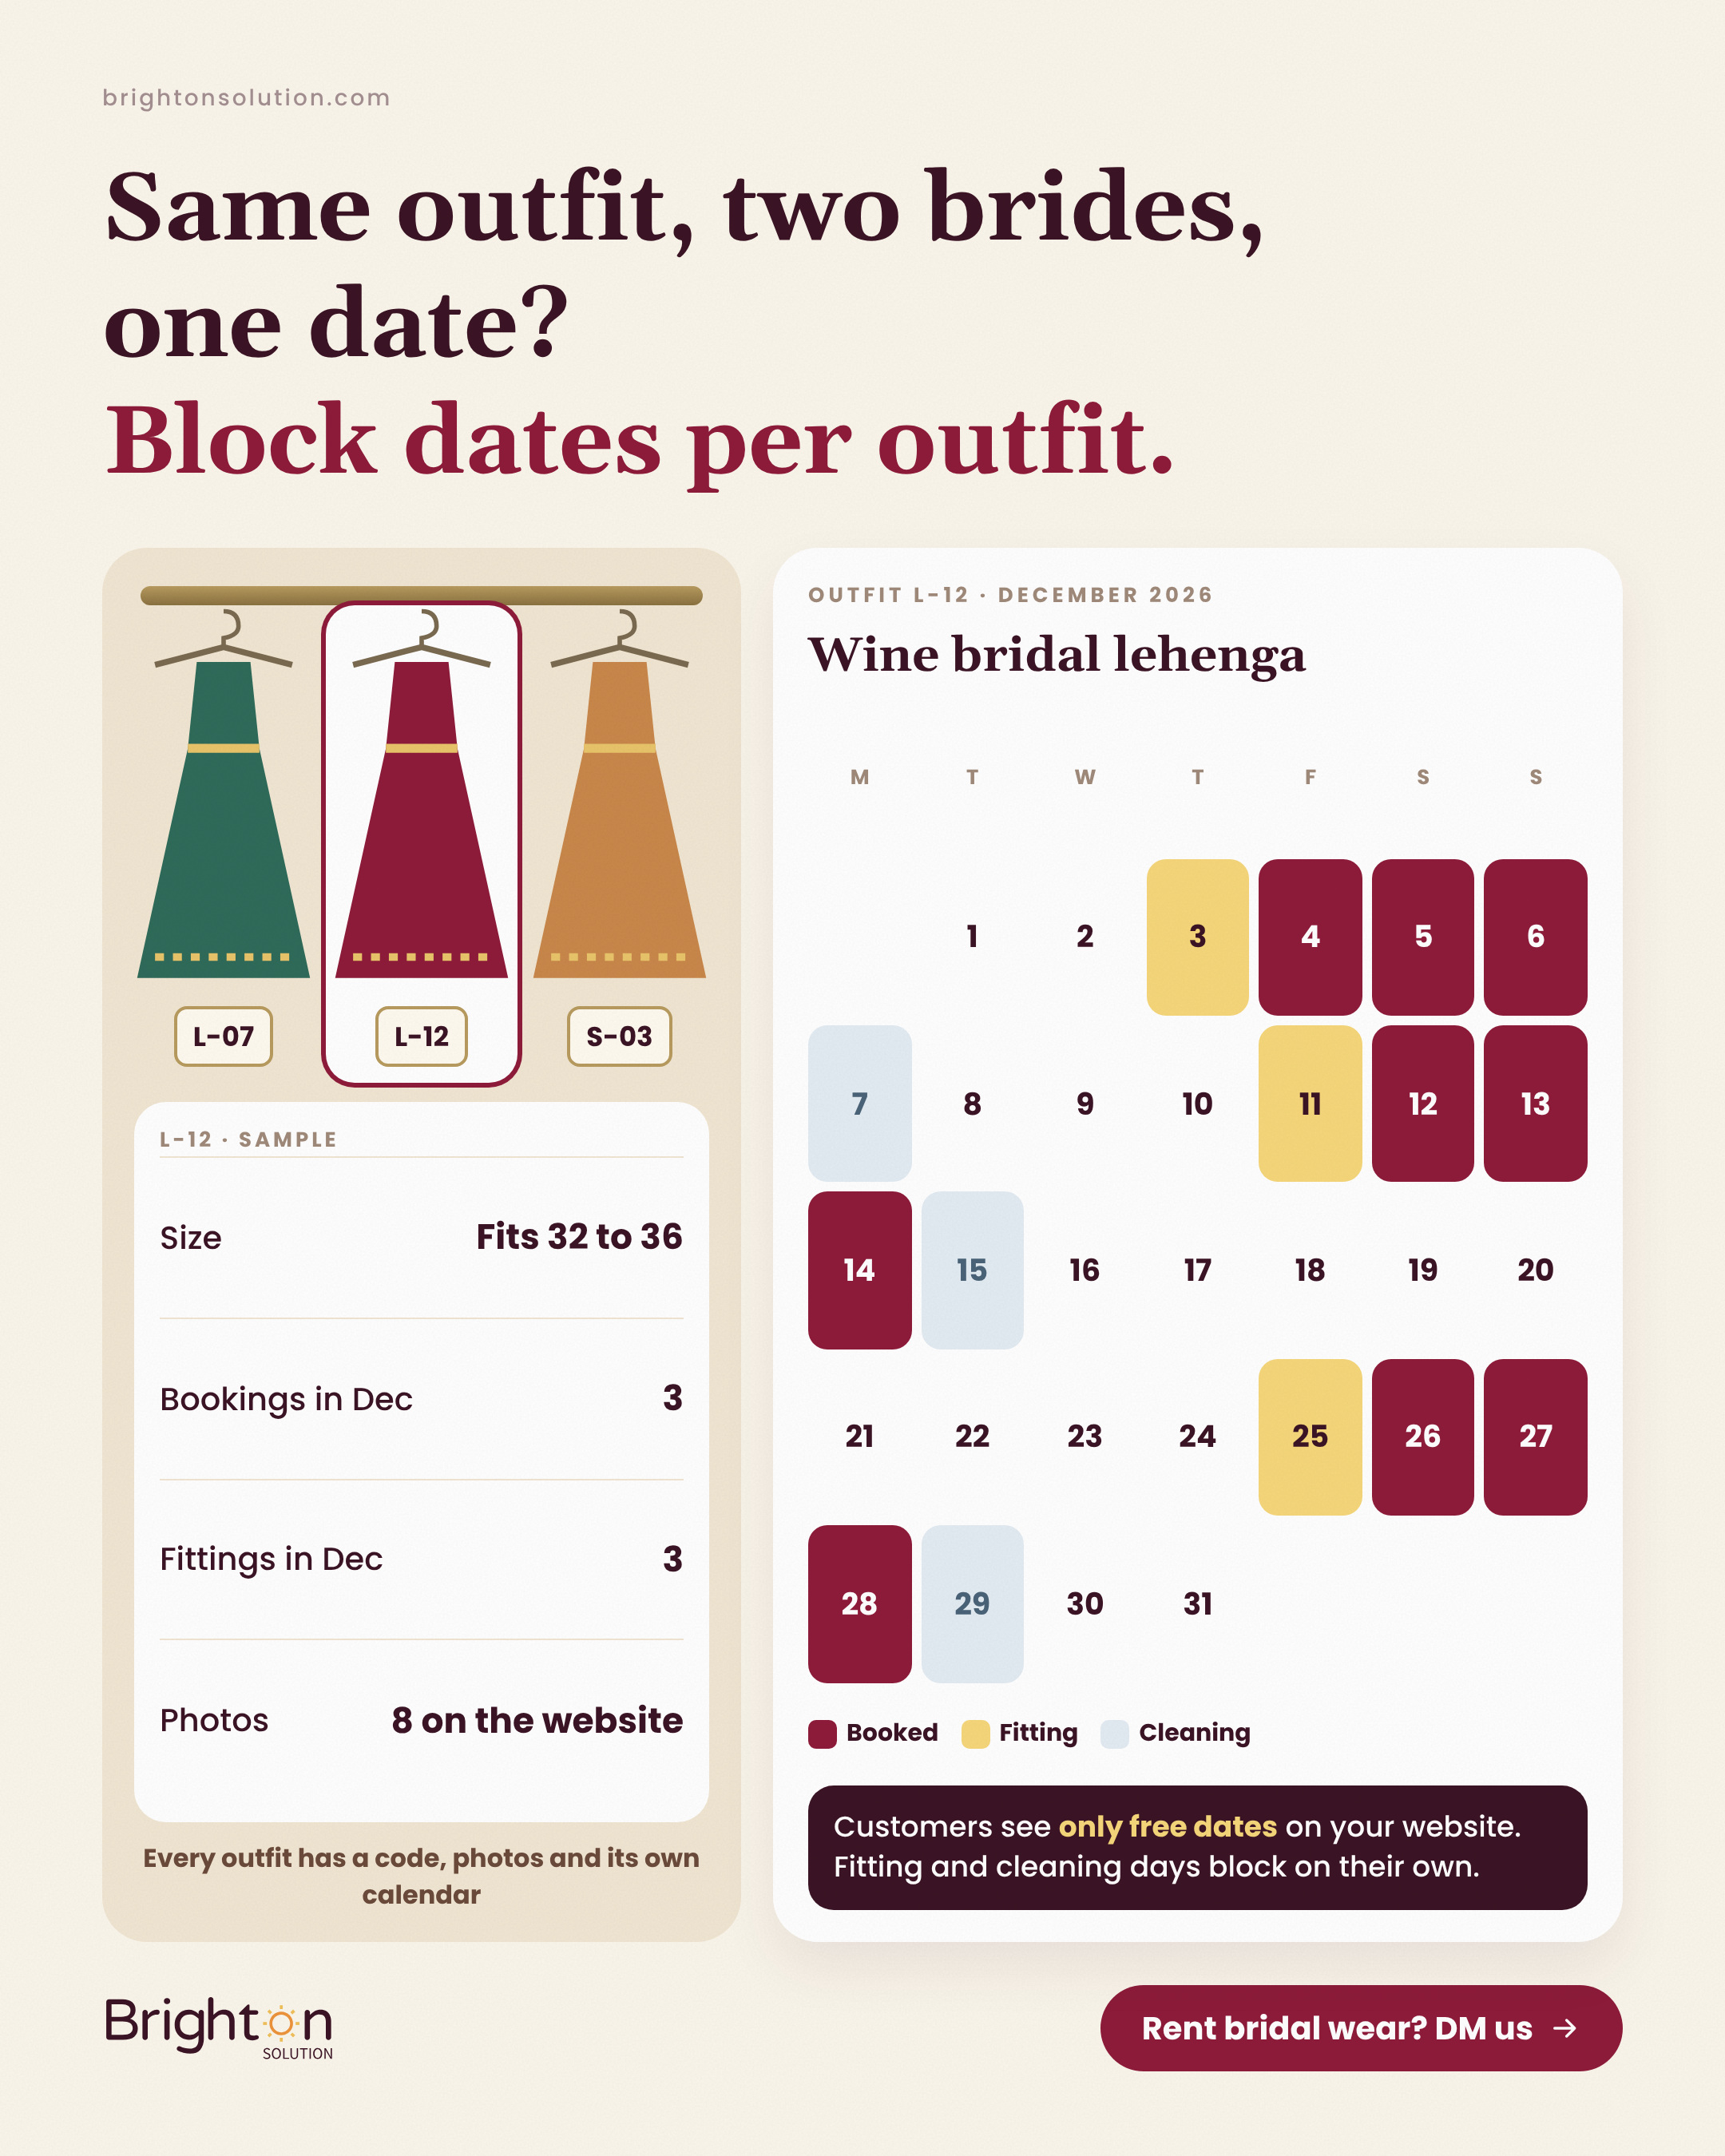 brightonsolution.com
Same outfit, two brides,
one date?
Block dates per outfit.
L-07
L-12
S-03
L-12 · SAMPLE
Size Fits 32 to 36
Bookings in Dec 3
Fittings in Dec 3
Photos 8 on the website
Every outfit has a code, photos and its own
calendar
OUTFIT L-12 · DECEMBER 2026
Wine bridal lehenga
M T W T F S S
1 2 3 4 5 6
7 8 9 10 11 12 13
14 15 16 17 18 19 20
21 22 23 24 25 26 27
28 29 30 31
Booked Fitting Cleaning
Customers see only free dates on your website.
Fitting and cleaning days block on their own.
Brighton
SOLUTION
Rent bridal wear? DM us →